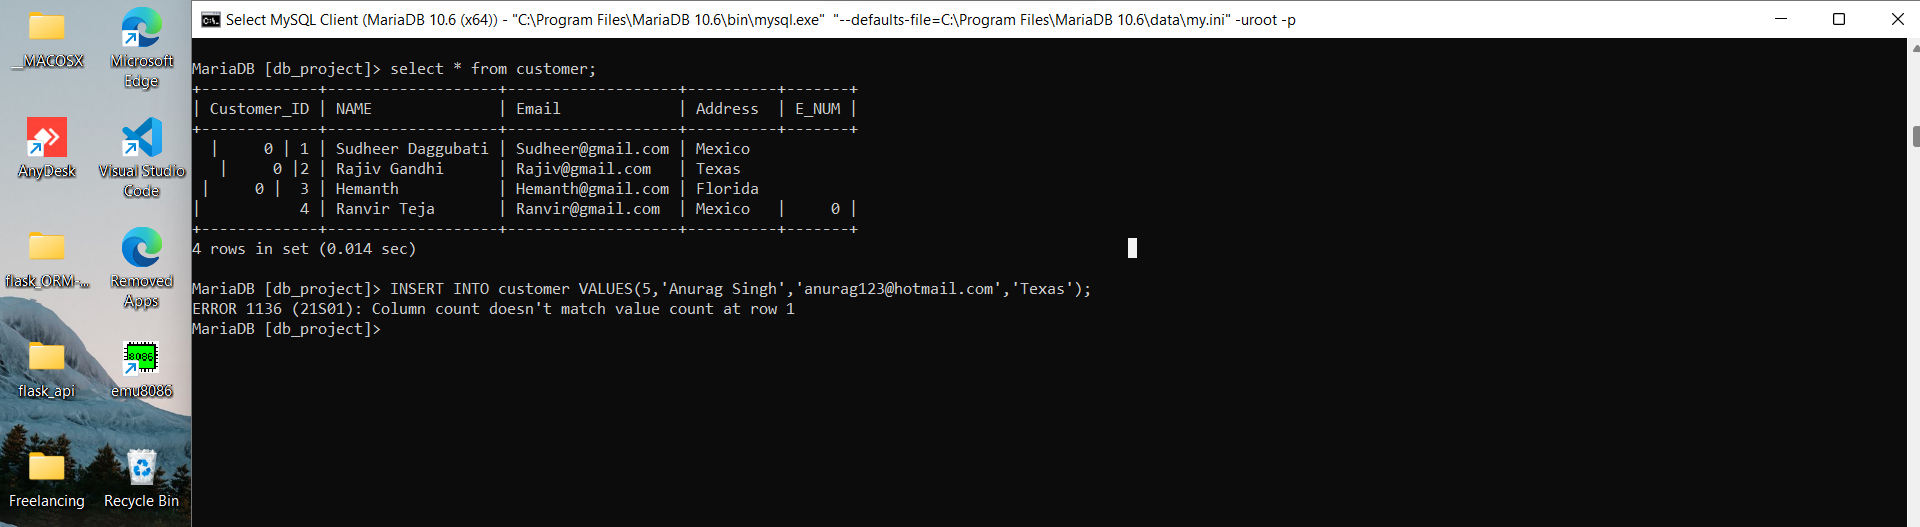 __MACOSX
Microsoft
Edge
AnyDesk
Visual Studio
Code
flask_ORM-...
Removed
Apps
flask_api
8086
emu8086
Freelancing
Recycle Bin
Select MySQL Client (MariaDB 10.6 (x64)) - "C:\Program Files\MariaDB 10.6\bin\mysql.exe"  "--defaults-file=C:\Program Files\MariaDB 10.6\data\my.ini" -uroot -p
MariaDB [db_project]> select * from customer;
+-------------+-------------------+-------------------+----------+-------+
| Customer_ID | NAME              | Email             | Address  | E_NUM |
+-------------+-------------------+-------------------+----------+-------+
  |     0 | 1 | Sudheer Daggubati | Sudheer@gmail.com | Mexico
   |     0 |2 | Rajiv Gandhi      | Rajiv@gmail.com   | Texas
 |     0 |  3 | Hemanth           | Hemanth@gmail.com | Florida
|           4 | Ranvir Teja       | Ranvir@gmail.com  | Mexico   |     0 |
+-------------+-------------------+-------------------+----------+-------+
4 rows in set (0.014 sec)
MariaDB [db_project]> INSERT INTO customer VALUES(5,'Anurag Singh','anurag123@hotmail.com','Texas');
ERROR 1136 (21S01): Column count doesn't match value count at row 1
MariaDB [db_project]>